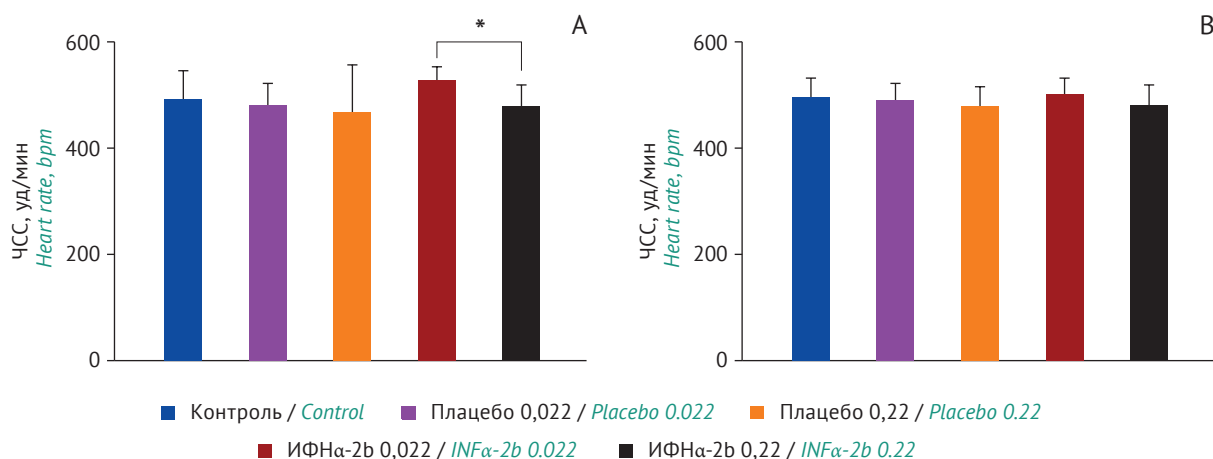 A
*
600
400
200
0
ЧСС, уд/мин
Heart rate, bpm
B
600
400
200
0
ЧСС, уд/мин
Heart rate, bpm
Контроль / Control
Плацебо 0,022 / Placebo 0.022
Плацебо 0,22 / Placebo 0.22
ИФНα-2b 0,022 / INFα-2b 0.022
ИФНα-2b 0,22 / INFα-2b 0.22